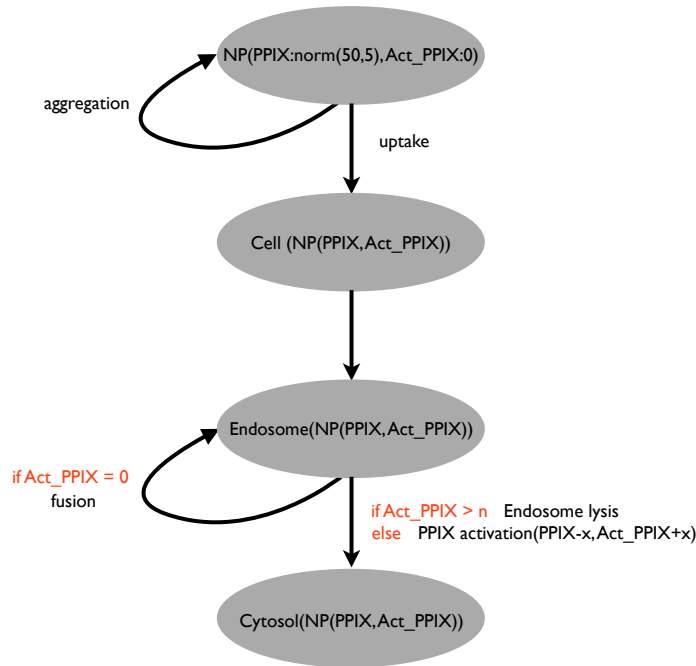 NP(PPIX:norm(50,5),Act_PPIX:0)
aggregation
uptake
Cell (NP(PPIX,Act_PPIX))
Endosome(NP(PPIX,Act_PPIX))
if Act_PPIX = 0
fusion
if Act_PPIX > n Endosome lysis
else PPIX activation(PPIX-x,Act_PPIX+x)
Cytosol(NP(PPIX,Act_PPIX))